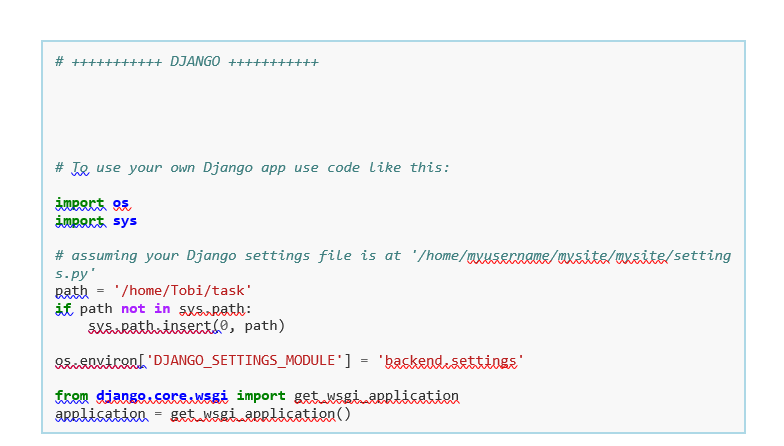 # +++++++++++ DJANGO +++++++++++
# To use your own Django app use code like this:
import os
import sys
# assuming your Django settings file is at '/home/myusername/mysite/mysite/setting
s.py'
path = '/home/Tobi/task'
if path not in sys.path:
    sys.path.insert(0, path)
os.environ['DJANGO_SETTINGS_MODULE'] = 'backend.settings'
from django.core.wsgi import get_wsgi_application
application = get_wsgi_application()